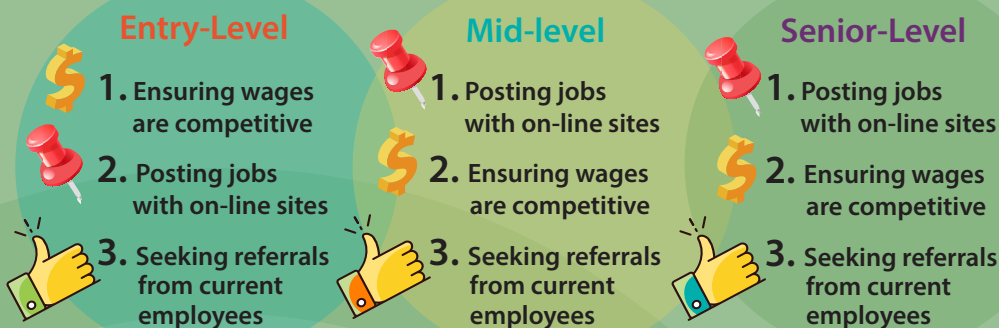 Entry-Level
1. Ensuring wages
are competitive
2. Posting jobs
with on-line sites
3. Seeking referrals
from current
employees
Mid-level
1. Posting jobs
with on-line sites
2. Ensuring wages
are competitive
3. Seeking referrals
from current
employees
Senior-Level
1. Posting jobs
with on-line sites
2. Ensuring wages
are competitive
3. Seeking referrals
from current
employees